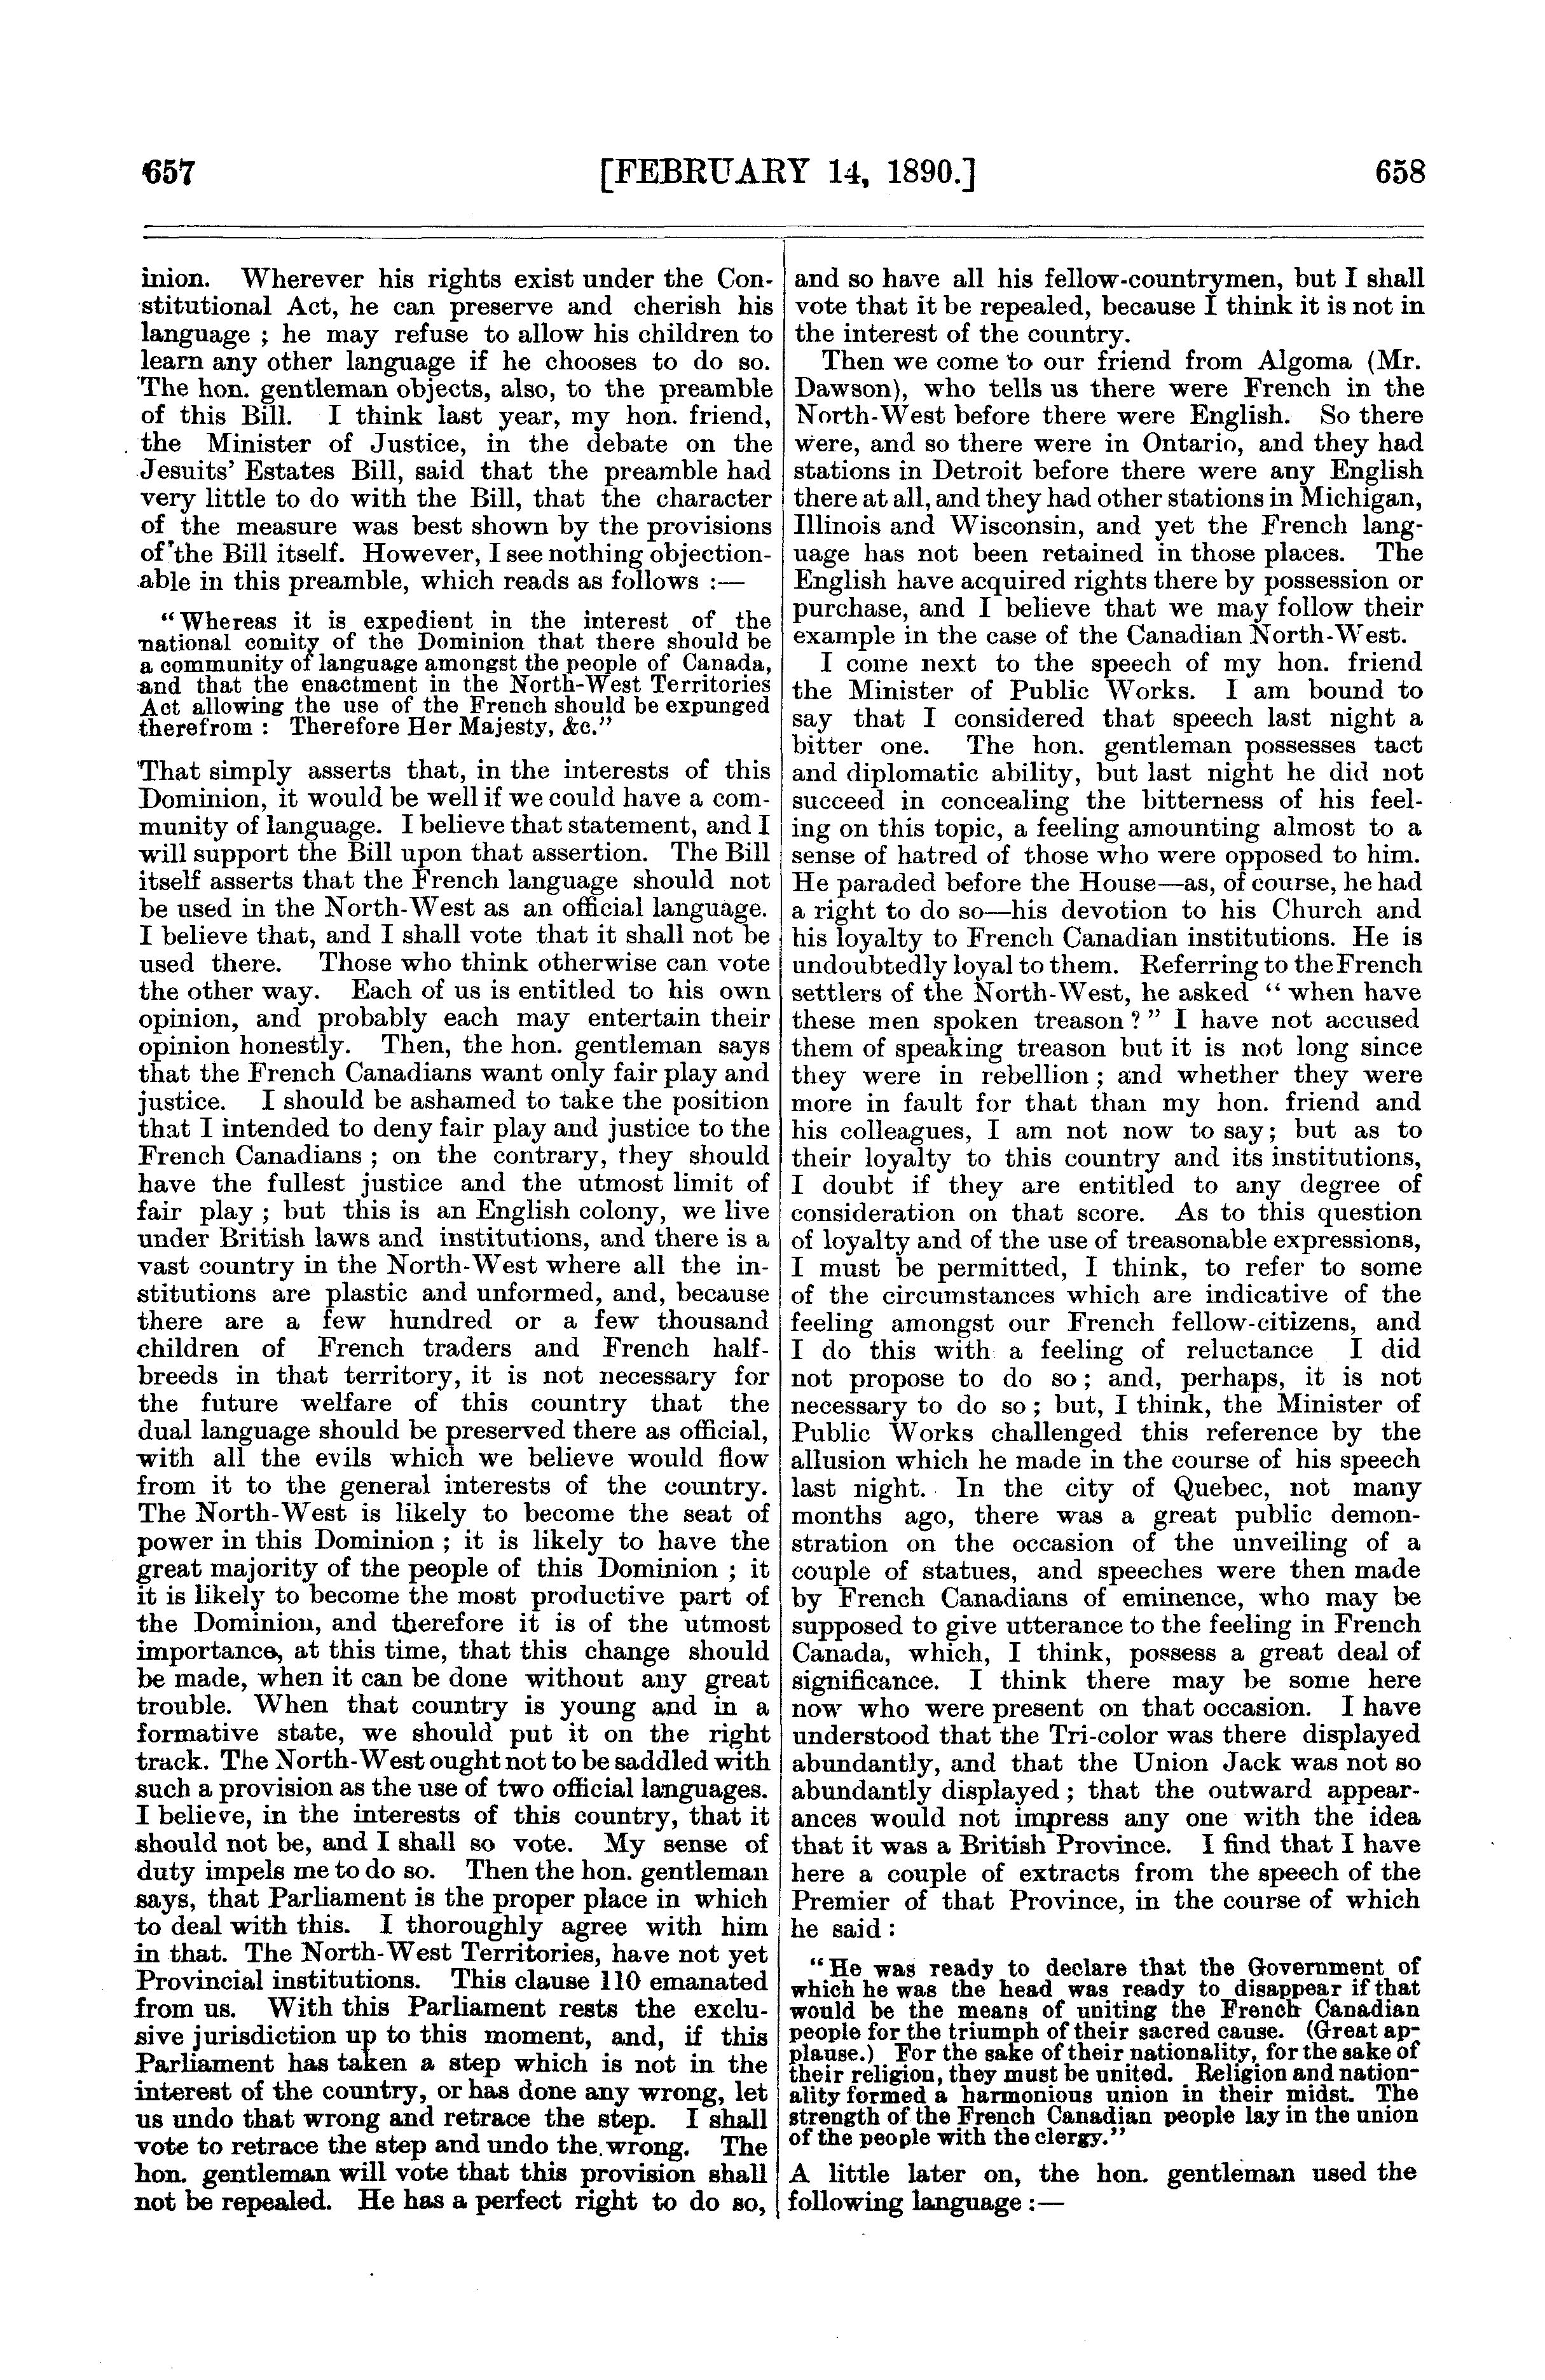 657 [FEBRUARY 14, 1890.] 658
inion. Wherever his rights exist under the Con-
stitutional Act, he can preserve and cherish his
language ; he may refuse to allow his children to
learn any other language if he chooses to do so.
The hon. gentleman objects, also, to the preamble
of this Bill. I think last year, my hon. friend,
the Minister of Justice, in the debate on the
Jesuits' Estates Bill, said that the preamble had
very little to do with the Bill, that the character
of the measure was best shown by the provisions
of the Bill itself. However, I see nothing objection-
able in this preamble, which reads as follows :—
"Whereas it is expedient in the interest of the
national comity of the Dominion that there should be
a community of language amongst the people of Canada,
and that the enactment in the North-West Territories
Act allowing the use of the French should be expunged
therefrom : Therefore Her Majesty, &c."
That simply asserts that, in the interests of this
Dominion, it would be well if we could have a com-
munity of language. I believe that statement, and I
will support the Bill upon that assertion. The Bill
itself asserts that the French language should not
be used in the North-West as an official language.
I believe that, and I shall vote that it shall not be
used there. Those who think otherwise can vote
the other way. Each of us is entitled to his own
opinion, and probably each may entertain their
opinion honestly. Then, the hon. gentleman says
that the French Canadians want only fair play and
justice. I should be ashamed to take the position
that I intended to deny fair play and justice to the
French Canadians ; on the contrary, they should
have the fullest justice and the utmost limit of
fair play ; but this is an English colony, we live
under British laws and institutions, and there is a
vast country in the North-West where all the in-
stitutions are plastic and unformed, and, because
there are a few hundred or a few thousand
children of French traders and French half-
breeds in that territory, it is not necessary for
the future welfare of this country that the
dual language should be preserved there as official,
with all the evils which we believe would flow
from it to the general interests of the country.
The North-West is likely to become the seat of
power in this Dominion ; it is likely to have the
great majority of the people of this Dominion ; it
it is likely to become the most productive part of
the Dominion, and therefore it is of the utmost
importance, at this time, that this change should
be made, when it can be done without any great
trouble. When that country is young and in a
formative state, we should put it on the right
track. The North-West ought not to be saddled with
such a provision as the use of two official languages.
I believe, in the interests of this country, that it
should not be, and I shall so vote. My sense of
duty impels me to do so. Then the hon. gentleman
says, that Parliament is the proper place in which
to deal with this. I thoroughly agree with him
in that. The North-West Territories, have not yet
Provincial institutions. This clause 110 emanated
from us. With this Parliament rests the exclu-
sive jurisdiction up to this moment, and, if this
Parliament has taken a step which is not in the
interest of the country, or has done any wrong, let
us undo that wrong and retrace the step. I shall
vote to retrace the step and undo the wrong. The
hon. gentleman will vote that this provision shall
not be repealed. He has a perfect right to do so,
and so have all his fellow-countrymen, but I shall
vote that it be repealed, because I think it is not in
the interest of the country.
Then we come to our friend from Algoma (Mr.
Dawson), who tells us there were French in the
North-West before there were English. So there
were, and so there were in Ontario, and they had
stations in Detroit before there were any English
there at all, and they had other stations in Michigan,
Illinois and Wisconsin, and yet the French lang-
uage has not been retained in those places. The
English have acquired rights there by possession or
purchase, and I believe that we may follow their
example in the case of the Canadian North-West.
I come next to the speech of my hon. friend
the Minister of Public Works. I am bound to
say that I considered that speech last night a
bitter one. The hon. gentleman possesses tact
and diplomatic ability, but last night he did not
succeed in concealing the bitterness of his feel-
ing on this topic, a feeling amounting almost to a
sense of hatred of those who were opposed to him.
He paraded before the House—as, of course, he had
a right to do so—his devotion to his Church and
his loyalty to French Canadian institutions. He is
undoubtedly loyal to them. Referring to the French
settlers of the North-West, he asked "when have
these men spoken treason?" I have not accused
them of speaking treason but it is not long since
they were in rebellion ; and whether they were
more in fault for that than my hon. friend and
his colleagues, I am not now to say ; but as to
their loyalty to this country and its institutions,
I doubt if they are entitled to any degree of
consideration on that score. As to this question
of loyalty and of the use of treasonable expressions,
I must be permitted, I think, to refer to some
of the circumstances which are indicative of the
feeling amongst our French fellow-citizens, and
I do this with a feeling of reluctance I did
not propose to do so ; and, perhaps, it is not
necessary to do so ; but, I think, the Minister of
Public Works challenged this reference by the
allusion which he made in the course of his speech
last night. In the city of Quebec, not many
months ago, there was a great public demon-
stration on the occasion of the unveiling of a
couple of statues, and speeches were then made
by French Canadians of eminence, who may be
supposed to give utterance to the feeling in French
Canada, which, I think, possess a great deal of
significance. I think there may be some here
now who were present on that occasion. I have
understood that the Tri-color was there displayed
abundantly, and that the Union Jack was not so
abundantly displayed ; that the outward appear-
ances would not impress any one with the idea
that it was a British Province. I find that I have
here a couple of extracts from the speech of the
Premier of that Province, in the course of which
he said :
"He was ready to declare that the Government of
which he was the head was ready to disappear if that
would be the means of uniting the French Canadian
people for the triumph of their sacred cause. (Great ap-
plause.) For the sake of their nationality, for the sake of
their religion, they must be united. Religion and nation-
ality formed a harmonious union in their midst. The
strength of the French Canadian people lay in the union
of the people with the clergy."
A little later on, the hon. gentleman used the
following language :—